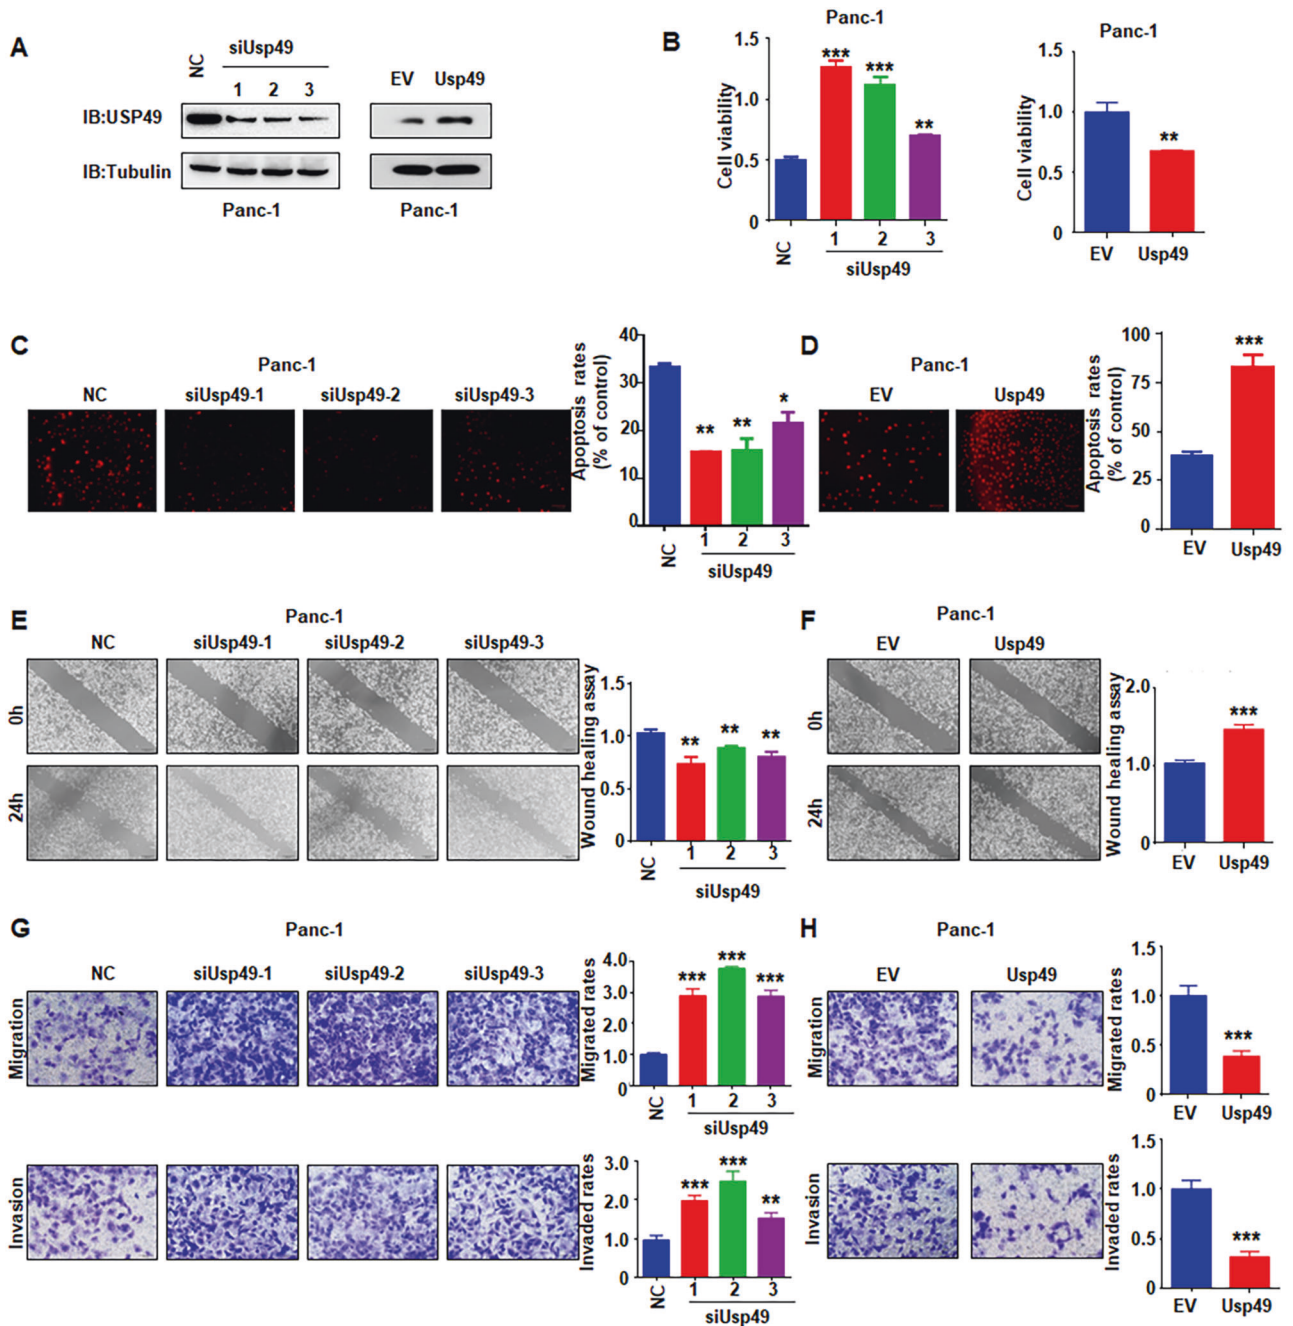 A
NC
siUsp49
1 2 3
IB:USP49
IB:Tubulin
Panc-1
EV Usp49
Panc-1
B
Panc-1
Cell viability
1.5
1.0
0.5
0
***
***
**
NC
1 2 3
siUsp49
Panc-1
Cell viability
1.5
1.0
0.5
0
**
EV Usp49
C
Panc-1
NC siUsp49-1 siUsp49-2 siUsp49-3
Apoptosis rates
(% of control)
40
30
20
10
0
** ** *
NC
1 2 3
siUsp49
D
Panc-1
EV Usp49
Apoptosis rates
(% of control)
100
75
50
25
0
***
EV Usp49
E
Panc-1
NC siUsp49-1 siUsp49-2 siUsp49-3
0h
24h
Wound healing assay
1.5
1.0
0.5
0
** ** **
NC
1 2 3
siUsp49
F
Panc-1
EV Usp49
0h
24h
Wound healing assay
2.0
1.0
0
***
EV Usp49
G
Panc-1
NC siUsp49-1 siUsp49-2 siUsp49-3
Migration
Migrated rates
4.0
3.0
2.0
1.0
0
*** *** ***
NC
1 2 3
siUsp49
Invasion
Invaded rates
3.0
2.0
1.0
0
*** *** **
NC
1 2 3
siUsp49
H
Panc-1
EV Usp49
Migration
Migrated rates
1.5
1.0
0.5
0
***
EV Usp49
Invasion
Invaded rates
1.5
1.0
0.5
0
***
EV Usp49